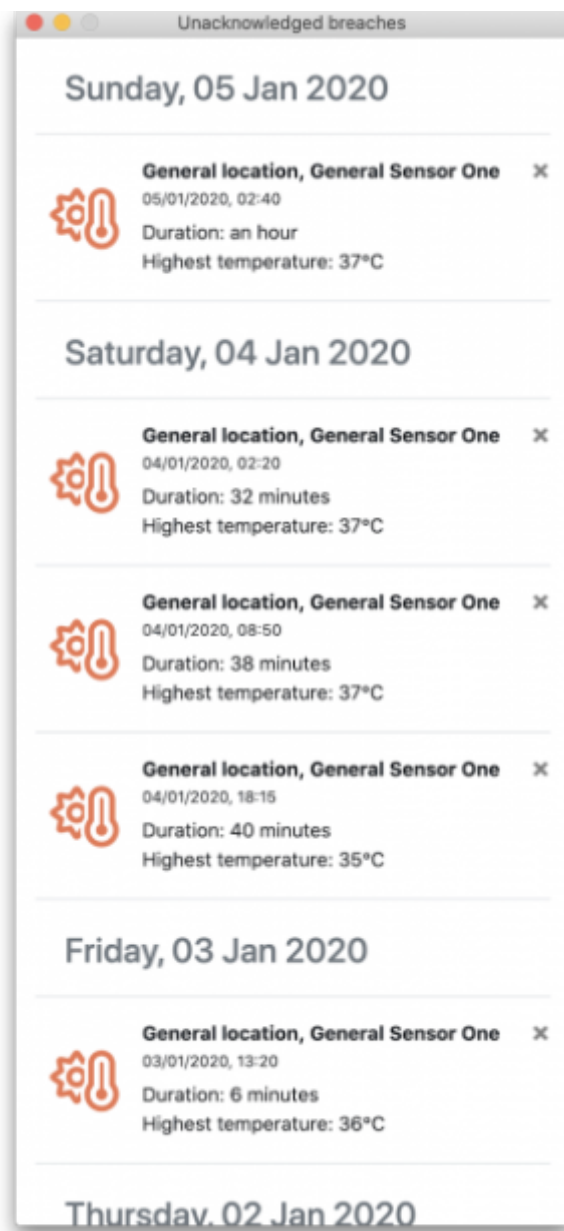 Unacknowledged breaches
Sunday, 05 Jan 2020
General location, General Sensor One
05/01/2020, 02:40
Duration: an hour
Highest temperature: 37°C
Saturday, 04 Jan 2020
General location, General Sensor One
04/01/2020, 02:20
Duration: 32 minutes
Highest temperature: 37°C
General location, General Sensor One
04/01/2020, 08:50
Duration: 38 minutes
Highest temperature: 37°C
General location, General Sensor One
04/01/2020, 18:15
Duration: 40 minutes
Highest temperature: 35°C
Friday, 03 Jan 2020
General location, General Sensor One
03/01/2020, 13:20
Duration: 6 minutes
Highest temperature: 36°C
Thursday, 02 Jan 2020